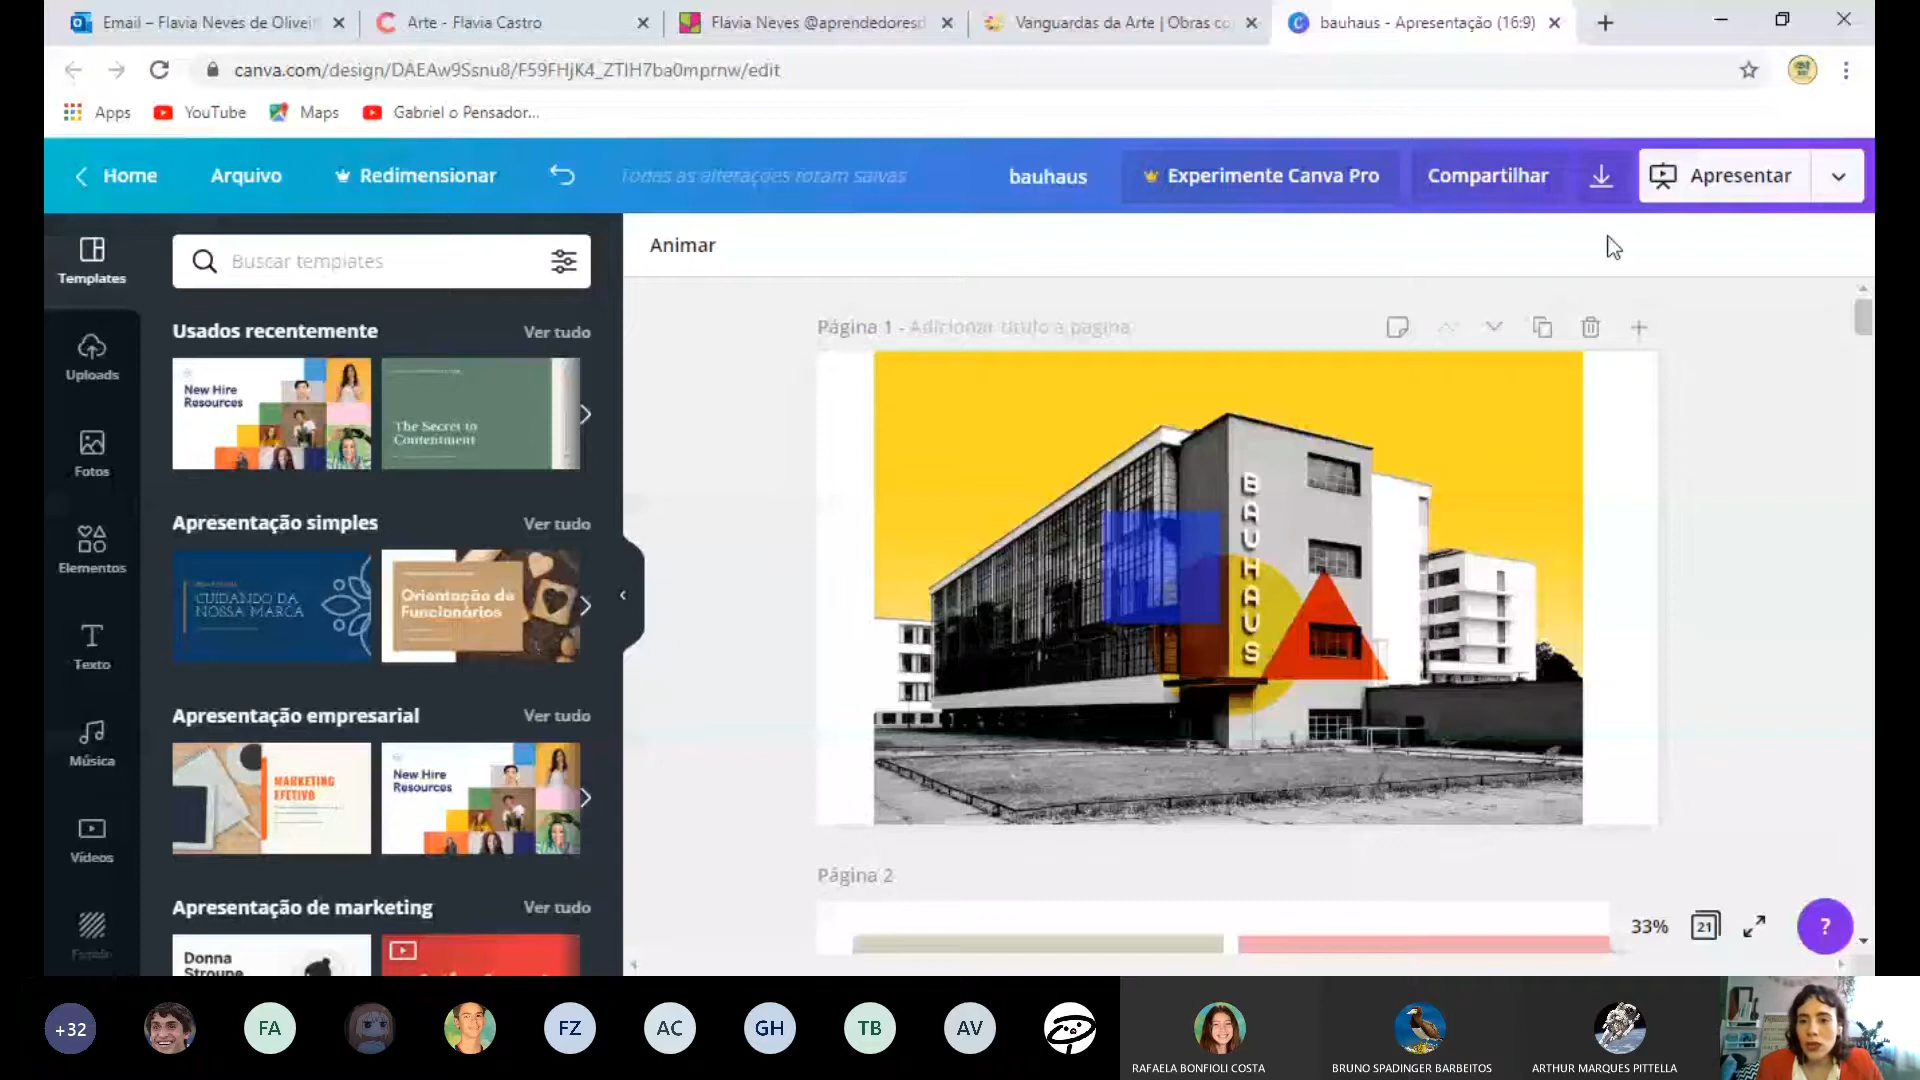 Email – Flavia Neves de Oliveir
Arte - Flavia Castro
Flávia Neves @aprendedoresd
Vanguardas da Arte | Obras co
bauhaus - Apresentação (16:9)
canva.com/design/DAEAw9Ssnu8/F59FHjK4_ZTIH7ba0mprnw/edit
Apps
YouTube
Maps
Gabriel o Pensador...
Home
Arquivo
Redimensionar
Todas as alterações foram salvas
bauhaus
Experimente Canva Pro
Compartilhar
Apresentar
Templates
Uploads
Fotos
Elementos
Texto
Música
Vídeos
Buscar templates
Usados recentemente
Ver tudo
New Hire
Resources
The Secret to
Contentment
Apresentação simples
Ver tudo
CUIDANDO DA
NOSSA MARCA
Orientação de
Funcionários
Apresentação empresarial
Ver tudo
MARKETING
EFETIVO
New Hire
Resources
Apresentação de marketing
Ver tudo
Donna
Stroupe
Animar
Página 1 - Adicionar título à página
BAUHAUS
Página 2
33%
21
?
+32
FA
FZ
AC
GH
TB
AV
RAFAELA BONFIOLI COSTA
BRUNO SPADINGER BARBEITOS
ARTHUR MARQUES PITTELLA